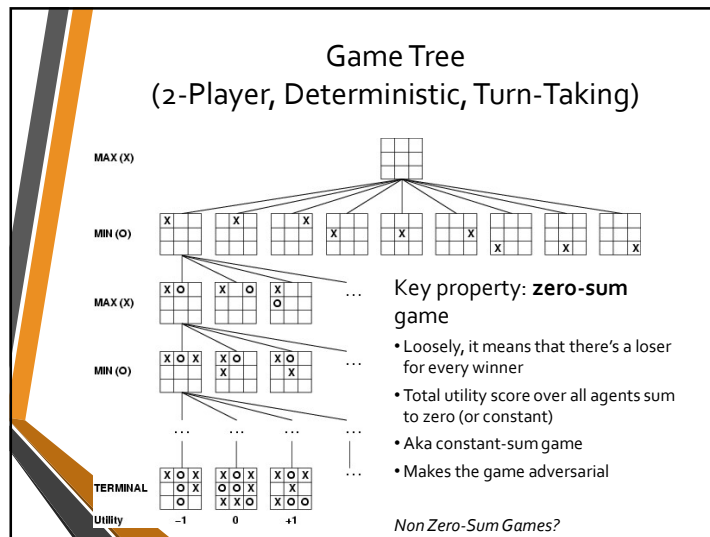 Game Tree
(2-Player, Deterministic, Turn-Taking)
MAX (X)
MIN (O)
X X X X X X X X X
MAX (X)
X O X O X
O
...
MIN (O)
X O X X O X O
X X
...
... ... ... ...
TERMINAL
X O X X O X X O X
O X O O X X
O X X O X O O
...
Utility −1 0 +1
Key property: zero-sum
game
• Loosely, it means that there's a loser
for every winner
• Total utility score over all agents sum
to zero (or constant)
• Aka constant-sum game
• Makes the game adversarial
Non Zero-Sum Games?